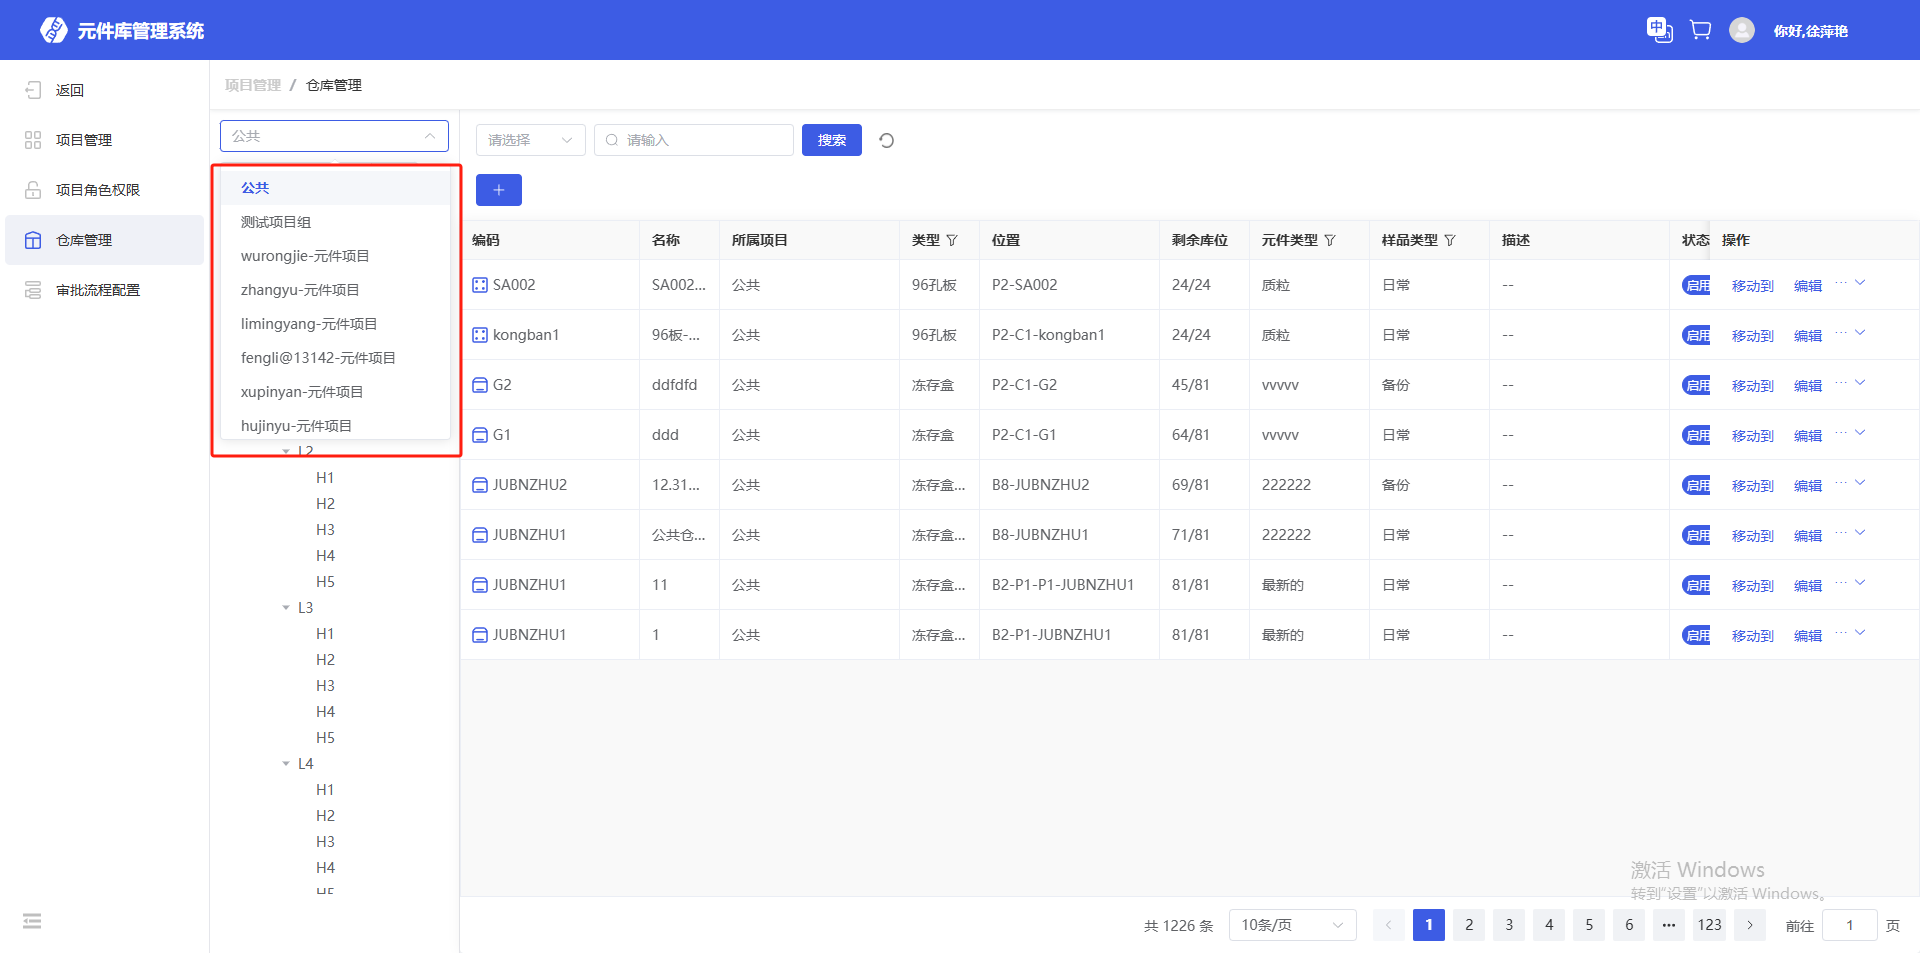 元件库管理系统
你好,徐萍艳
返回
项目管理
项目角色权限
仓库管理
审批流程配置
项目管理 / 仓库管理
公共
公共
测试项目组
wurongjie-元件项目
zhangyu-元件项目
limingyang-元件项目
fengli@13142-元件项目
xupinyan-元件项目
hujinyu-元件项目
L2
H1
H2
H3
H4
H5
L3
H1
H2
H3
H4
H5
L4
H1
H2
H3
H4
H5
请选择 请输入 搜索
+
编码 名称 所属项目 类型 位置 剩余库位 元件类型 样品类型 描述 状态 操作
SA002 SA002... 公共 96孔板 P2-SA002 24/24 质粒 日常 -- 启用 移动到 编辑 ...
kongban1 96板-... 公共 96孔板 P2-C1-kongban1 24/24 质粒 日常 -- 启用 移动到 编辑 ...
G2 ddfdfd 公共 冻存盒 P2-C1-G2 45/81 vvvvv 备份 -- 启用 移动到 编辑 ...
G1 ddd 公共 冻存盒 P2-C1-G1 64/81 vvvvv 日常 -- 启用 移动到 编辑 ...
JUBNZHU2 12.31... 公共 冻存盒... B8-JUBNZHU2 69/81 222222 备份 -- 启用 移动到 编辑 ...
JUBNZHU1 公共仓... 公共 冻存盒... B8-JUBNZHU1 71/81 222222 日常 -- 启用 移动到 编辑 ...
JUBNZHU1 11 公共 冻存盒... B2-P1-P1-JUBNZHU1 81/81 最新的 日常 -- 启用 移动到 编辑 ...
JUBNZHU1 1 公共 冻存盒... B2-P1-JUBNZHU1 81/81 最新的 日常 -- 启用 移动到 编辑 ...
激活 Windows
转到"设置"以激活 Windows。
共 1226 条 10条/页 < 1 2 3 4 5 6 ... 123 > 前往 1 页